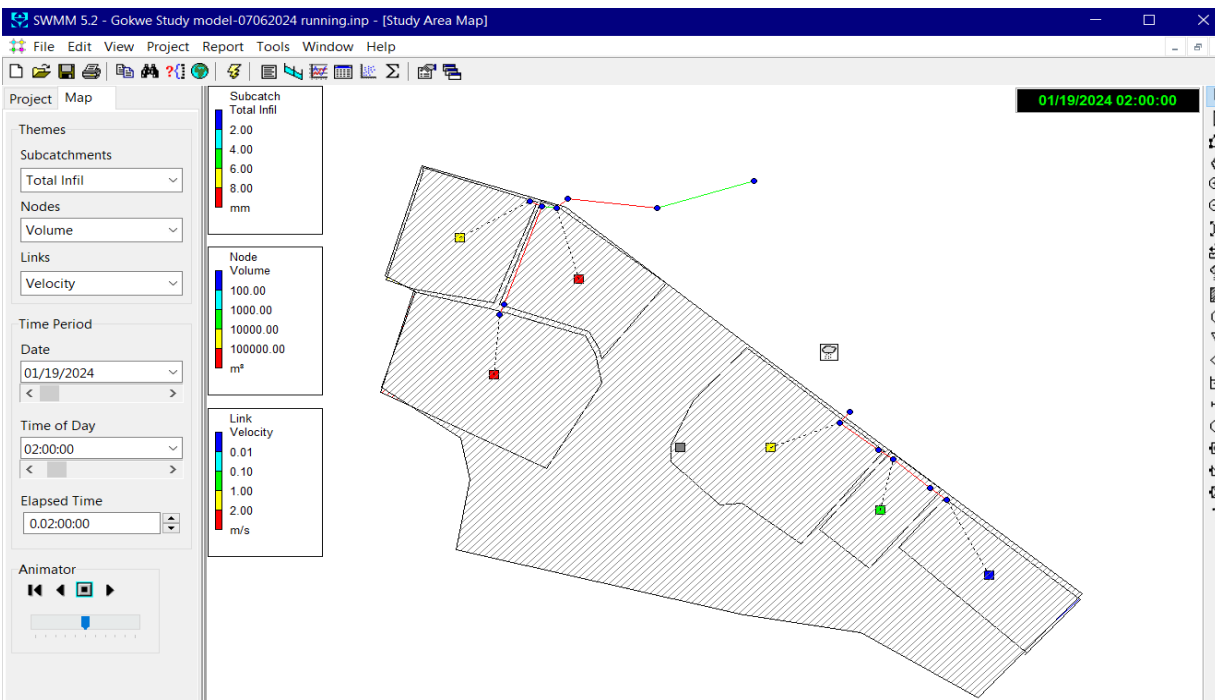 SWMM 5.2 - Gokwe Study model-07062024 running.inp - [Study Area Map]
File Edit View Project Report Tools Window Help
Project Map
Themes
Subcatchments
Total Infil
Nodes
Volume
Links
Velocity
Time Period
Date
01/19/2024
Time of Day
02:00:00
Elapsed Time
0.02:00:00
Animator
Subcatch
Total Infil
2.00
4.00
6.00
8.00
mm
Node
Volume
100.00
1000.00
10000.00
100000.00
m³
Link
Velocity
0.01
0.10
1.00
2.00
m/s
01/19/2024 02:00:00